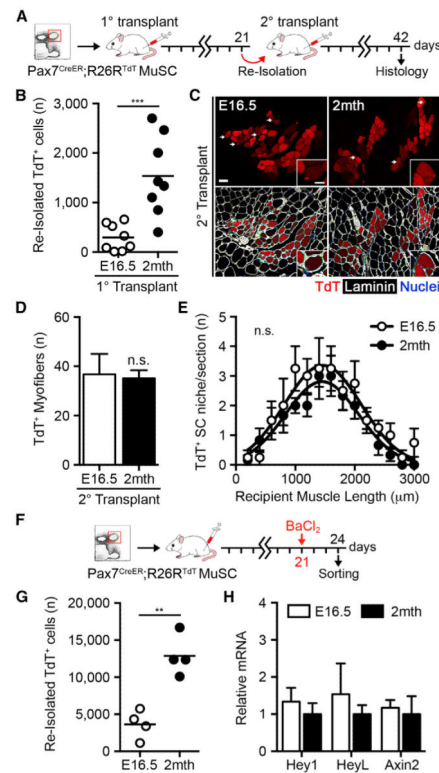 A
1° transplant
2° transplant
21
42
days
Pax7CreER;R26RTdT MuSC
Re-Isolation
Histology
B
***
Re-Isolated TdT+ cells (n)
3,000
2,000
1,000
0
E16.5 2mth
1° Transplant
C
E16.5
2mth
2° Transplant
TdT Laminin Nuclei
D
TdT+ Myofibers (n)
60
40
20
0
n.s.
E16.5 2mth
2° Transplant
E
n.s.
E16.5
2mth
TdT+ SC niche/section (n)
5
4
3
2
1
0
0 1000 2000 3000
Recipient Muscle Length (µm)
F
BaCl2
24
days
21
Pax7CreER;R26RTdT MuSC
Sorting
G
**
Re-Isolated TdT+ cells (n)
20,000
15,000
10,000
5,000
0
E16.5 2mth
H
E16.5 2mth
Relative mRNA
4
3
2
1
0
Hey1 HeyL Axin2